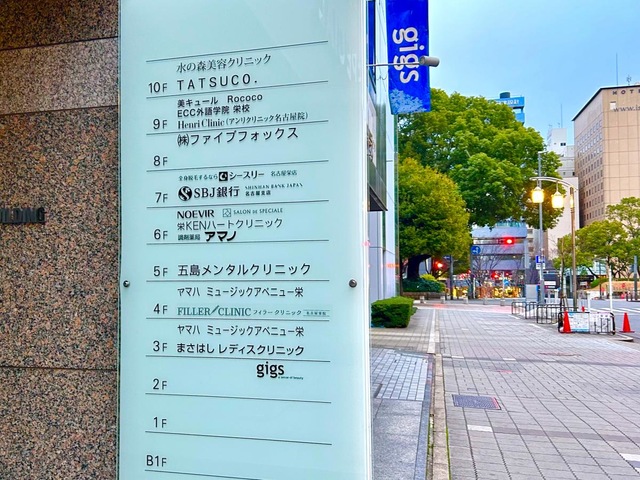 水の森美容クリニック
10F TATSUCO.
美キュール Rococo
ECC外語学院 栄校
9F Henri Clinic(アンリクリニック名古屋院)
㈱ファイブフォックス
8F
全身脱毛するなら シースリー 名古屋栄店
7F SBJ銀行 SHINHAN BANK JAPAN 名古屋支店
NOEVIR SALON DE SPECIALE
栄KENハートクリニック
6F 調剤薬局 アマノ
5F 五島メンタルクリニック
ヤマハ ミュージックアベニュー栄
4F FILLER CLINIC フィラークリニック 名古屋栄院
ヤマハ ミュージックアベニュー栄
3F まさはし レディスクリニック
gigs
2F
1F
B1F
UILDING
gigs
HOTE